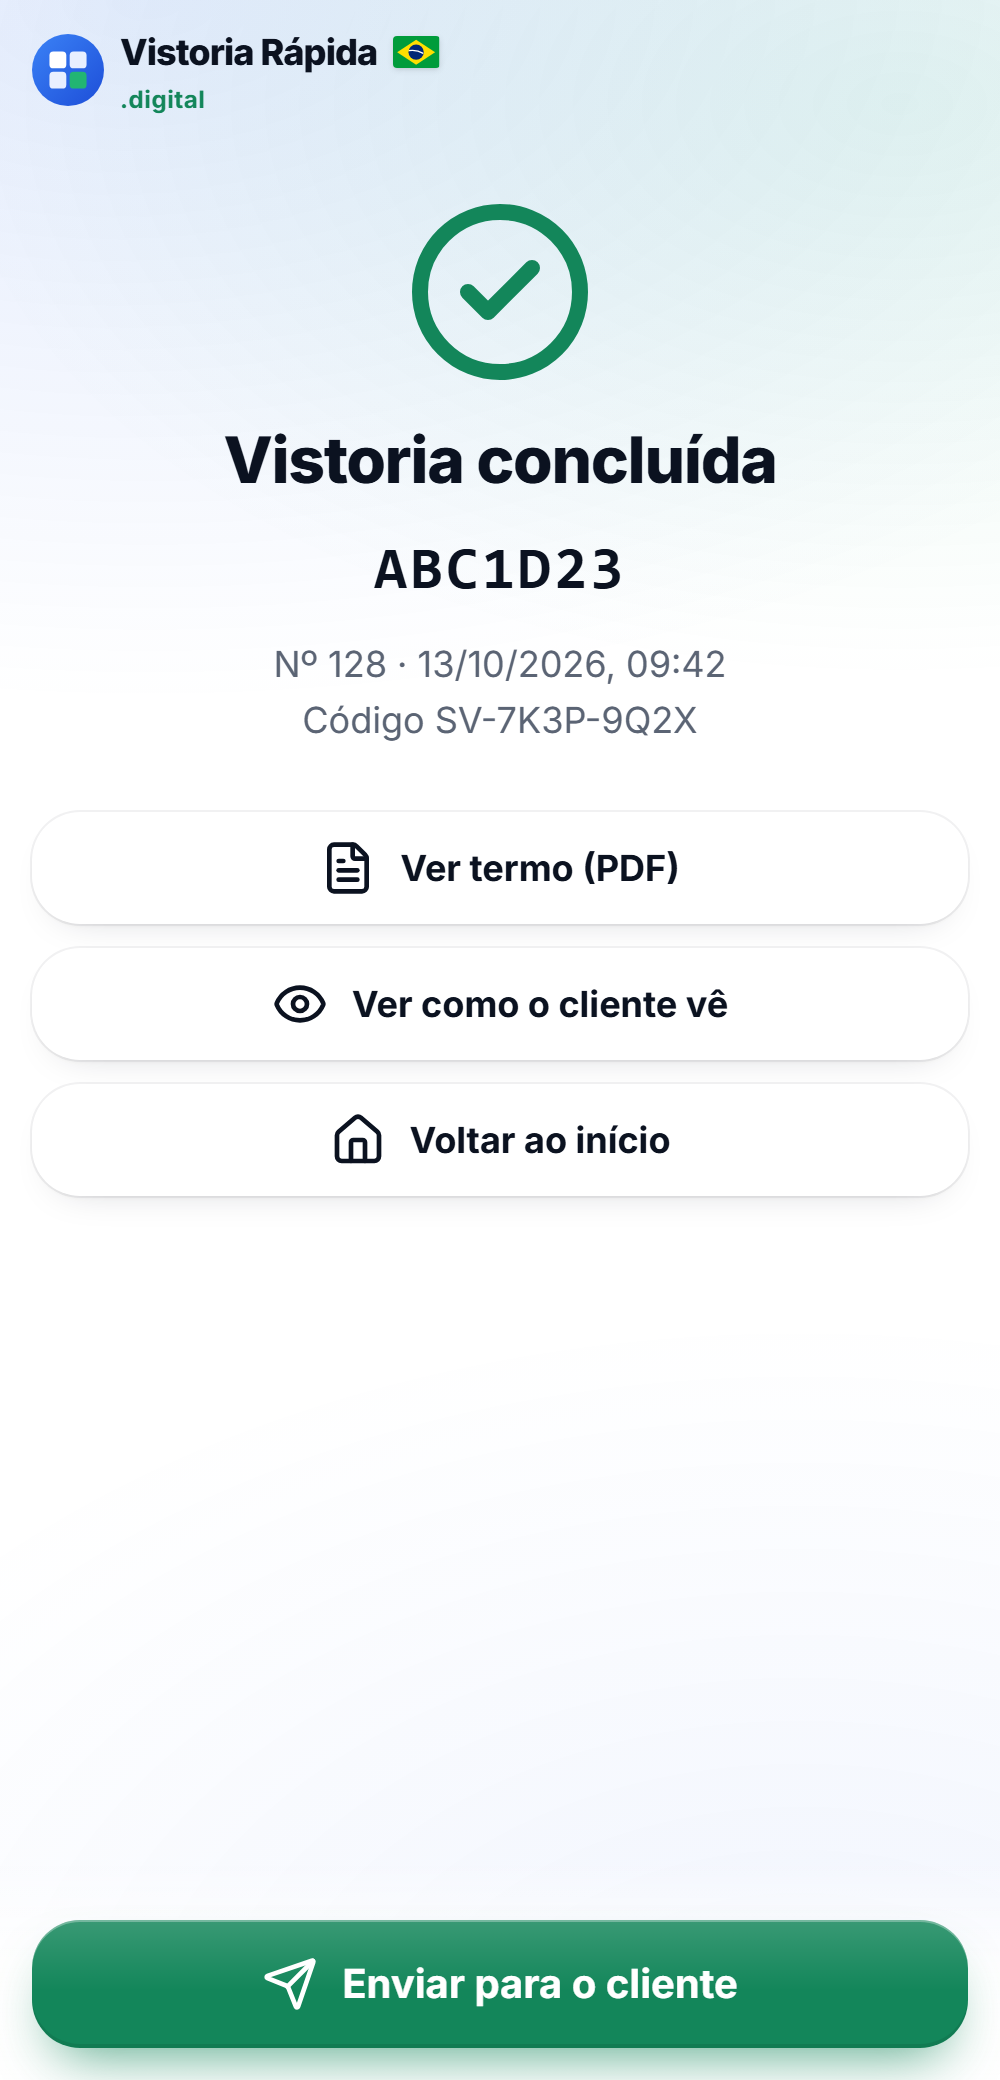 Vistoria Rápida
.digital
Vistoria concluída
ABC1D23
Nº 128 · 13/10/2026, 09:42
Código SV-7K3P-9Q2X
Ver termo (PDF)
Ver como o cliente vê
Voltar ao início
Enviar para o cliente